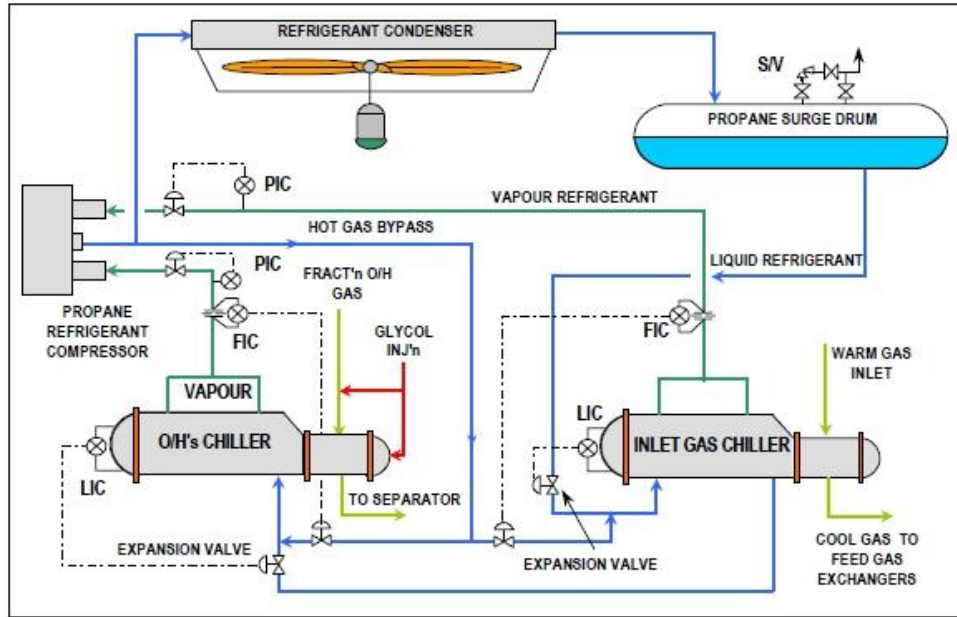 REFRIGERANT CONDENSER
S/V
PROPANE SURGE DRUM
PIC
VAPOUR REFRIGERANT
HOT GAS BYPASS
PIC
FRACT'n O/H
GAS
LIQUID REFRIGERANT
PROPANE
REFRIGERANT
COMPRESSOR
FIC
GLYCOL
INJ'n
FIC
WARM GAS
INLET
VAPOUR
LIC
O/H's CHILLER
INLET GAS CHILLER
LIC
TO SEPARATOR
EXPANSION VALVE
EXPANSION VALVE
COOL GAS TO
FEED GAS
EXCHANGERS